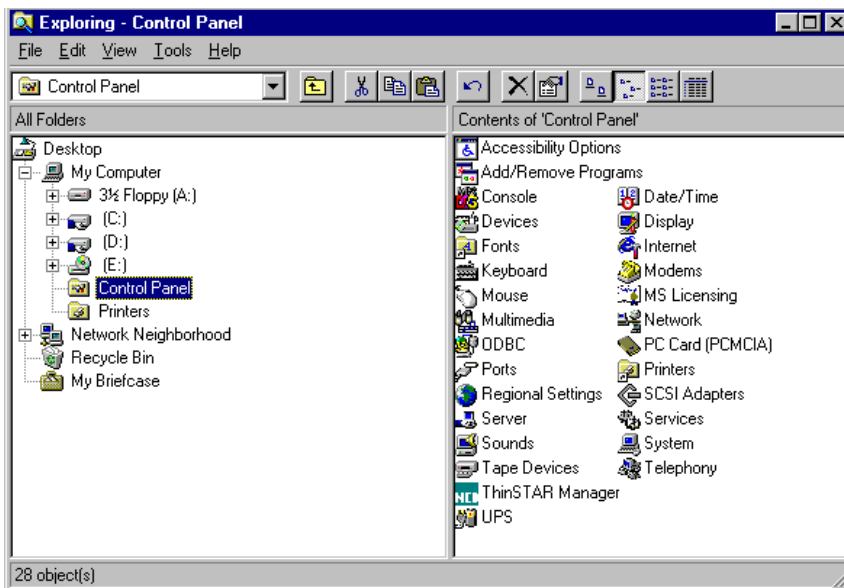 Exploring - Control Panel
File Edit View Tools Help
Control Panel
All Folders
Contents of 'Control Panel'
Desktop
My Computer
3½ Floppy (A:)
(C:)
(D:)
(E:)
Control Panel
Printers
Network Neighborhood
Recycle Bin
My Briefcase
Accessibility Options
Add/Remove Programs
Console Date/Time
Devices Display
Fonts Internet
Keyboard Modems
Mouse MS Licensing
Multimedia Network
ODBC PC Card (PCMCIA)
Ports Printers
Regional Settings SCSI Adapters
Server Services
Sounds System
Tape Devices Telephony
ThinSTAR Manager
UPS
28 object(s)